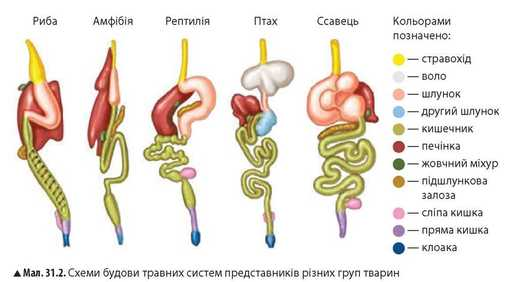 Риба
Амфібія
Рептилія
Птах
Ссавець
Кольорами
позначено:
— стравохід
— воло
— шлунок
— другий шлунок
— кишечник
— печінка
— жовчний міхур
— підшлункова
залоза
— сліпа кишка
— пряма кишка
— клоака
▲ Мал. 31.2. Схеми будови травних систем представників різних груп тварин